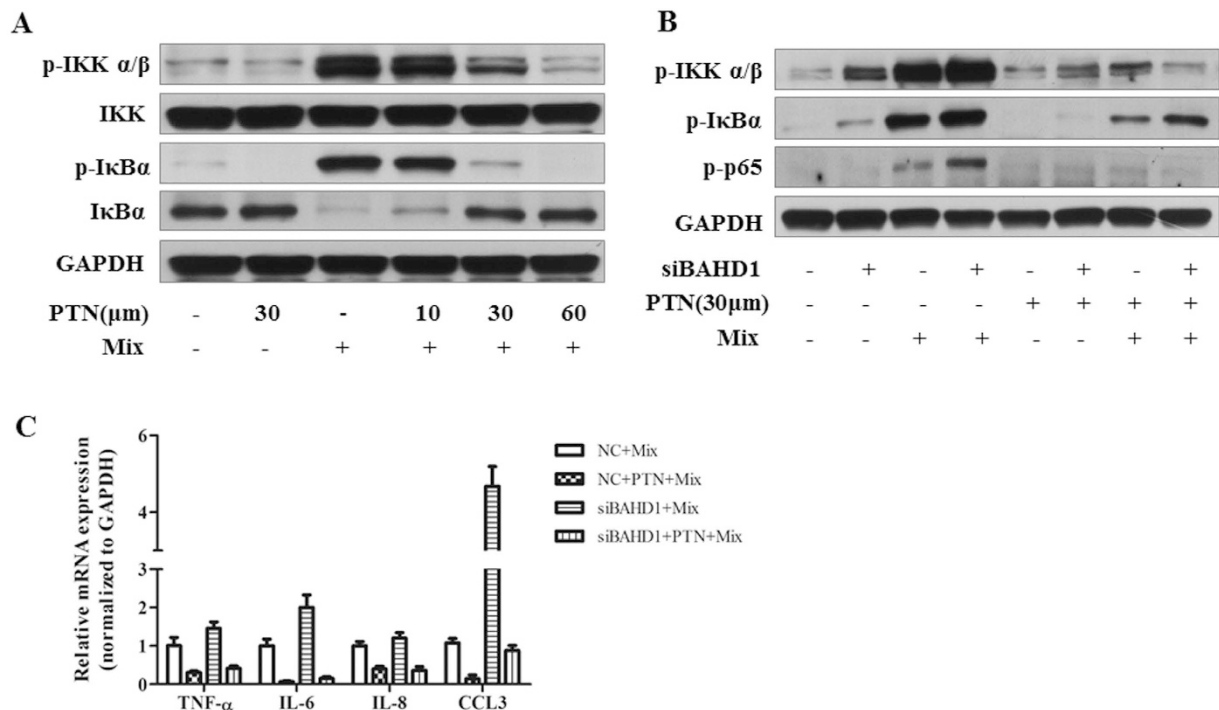 A
p-IKK α/β
IKK
p-IκBα
IκBα
GAPDH
PTN(μm) - 30 - 10 30 60
Mix - - + + + +
B
p-IKK α/β
p-IκBα
p-p65
GAPDH
siBAHD1 - + - + - + - +
PTN(30μm) - - - - + + + +
Mix - - + + - - + +
C
Relative mRNA expression
(normalized to GAPDH)
6
4
3
2
1
0
TNF-α IL-6 IL-8 CCL3
NC+Mix
NC+PTN+Mix
siBAHD1+Mix
siBAHD1+PTN+Mix